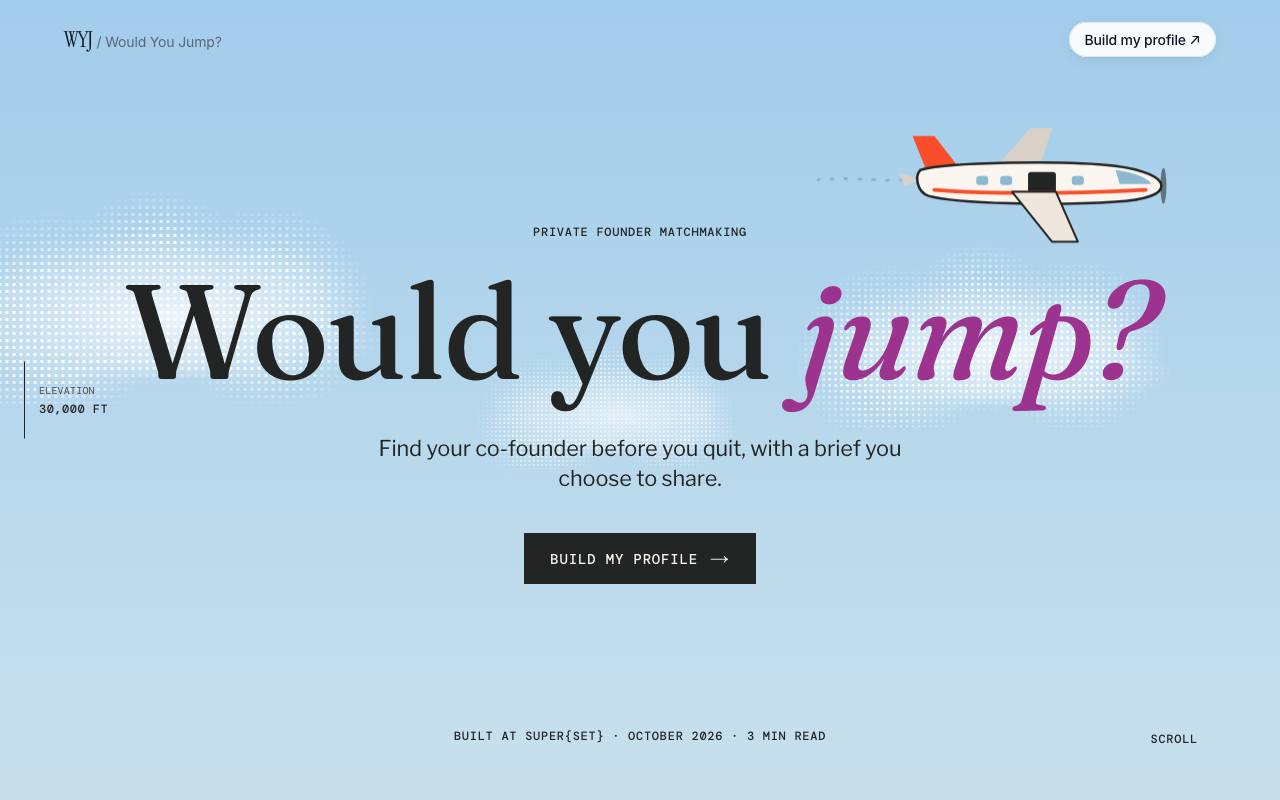 WYJ / Would You Jump?
Build my profile ↗
PRIVATE FOUNDER MATCHMAKING
Would you jump?
ELEVATION
30,000 FT
Find your co-founder before you quit, with a brief you
choose to share.
BUILD MY PROFILE →
BUILT AT SUPER{SET} · OCTOBER 2026 · 3 MIN READ
SCROLL